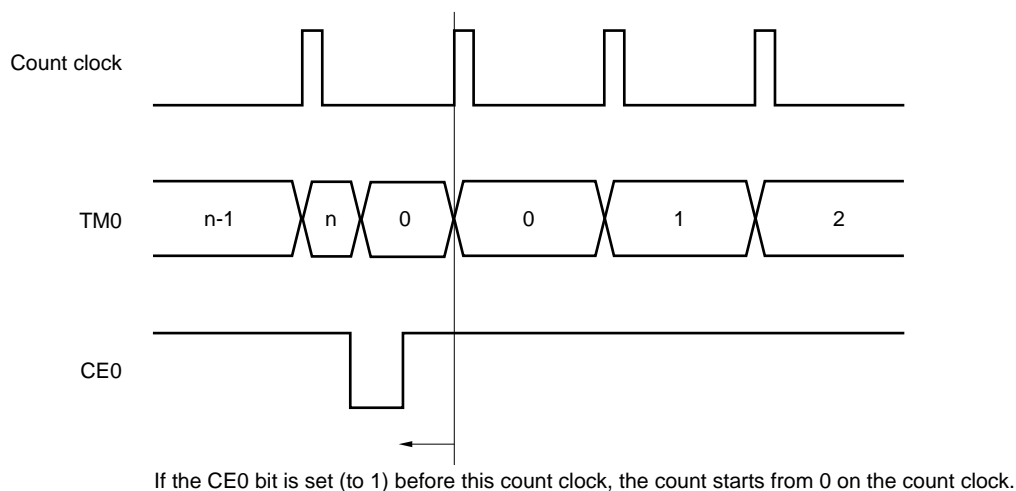 Count clock
TM0
n-1
n
0
0
1
2
CE0
If the CE0 bit is set (to 1) before this count clock, the count starts from 0 on the count clock.